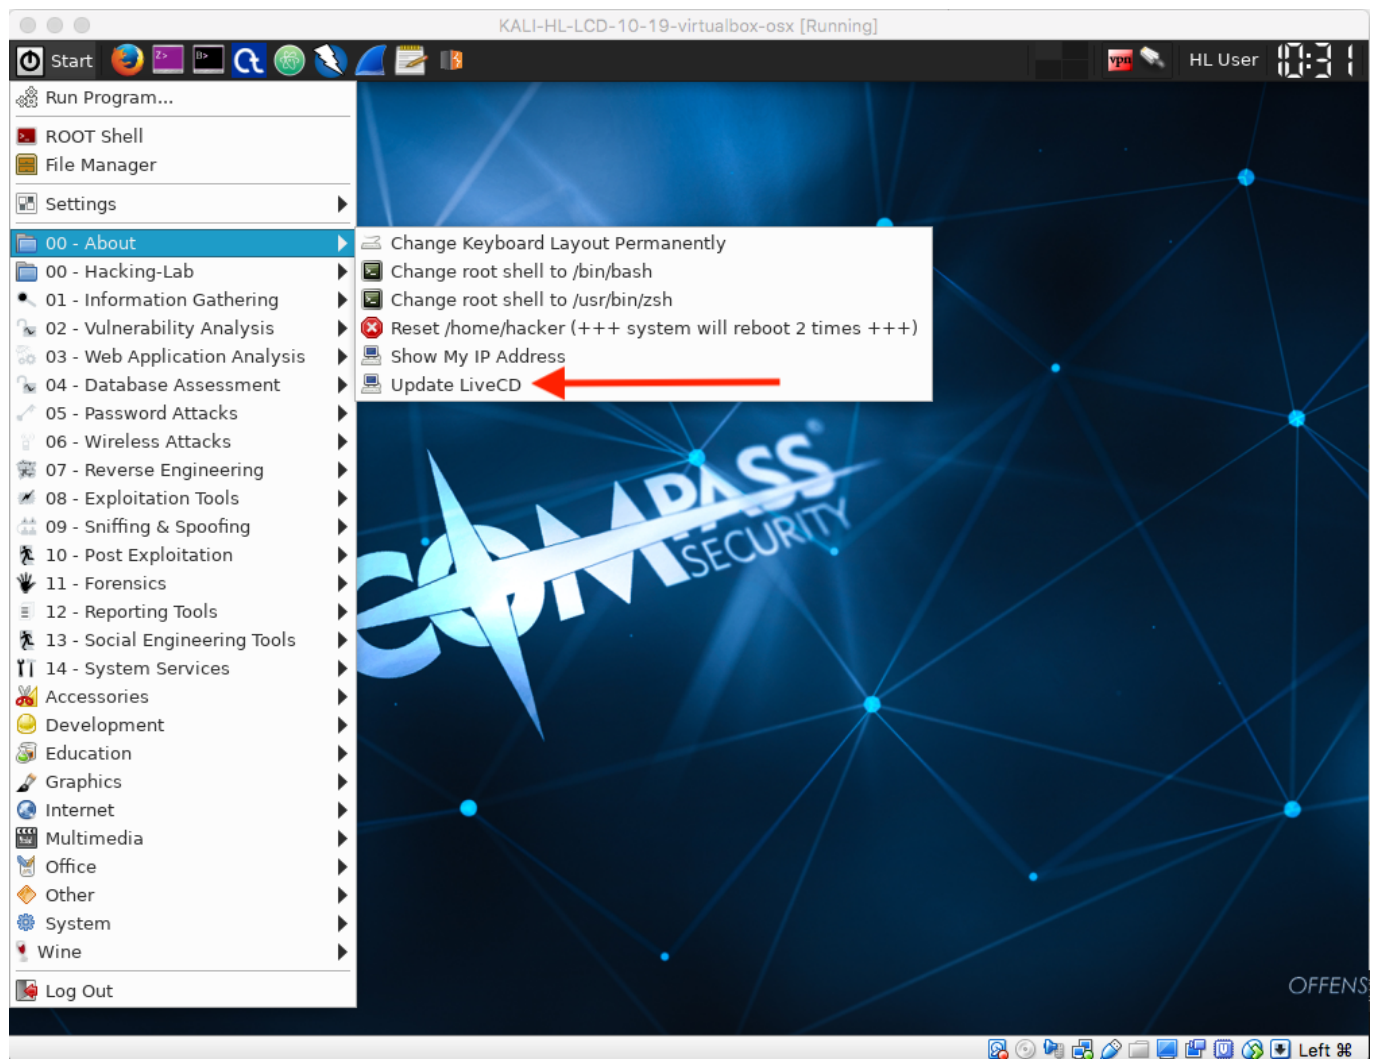 KALI-HL-LCD-10-19-virtualbox-osx [Running]
Start
vpn
HL User
10:31
Run Program...
ROOT Shell
File Manager
Settings
00 - About
00 - Hacking-Lab
01 - Information Gathering
02 - Vulnerability Analysis
03 - Web Application Analysis
04 - Database Assessment
05 - Password Attacks
06 - Wireless Attacks
07 - Reverse Engineering
08 - Exploitation Tools
09 - Sniffing & Spoofing
10 - Post Exploitation
11 - Forensics
12 - Reporting Tools
13 - Social Engineering Tools
14 - System Services
Accessories
Development
Education
Graphics
Internet
Multimedia
Office
Other
System
Wine
Log Out
Change Keyboard Layout Permanently
Change root shell to /bin/bash
Change root shell to /usr/bin/zsh
Reset /home/hacker (+++ system will reboot 2 times +++)
Show My IP Address
Update LiveCD
COMPASS
SECURITY
OFFENS
Left ⌘